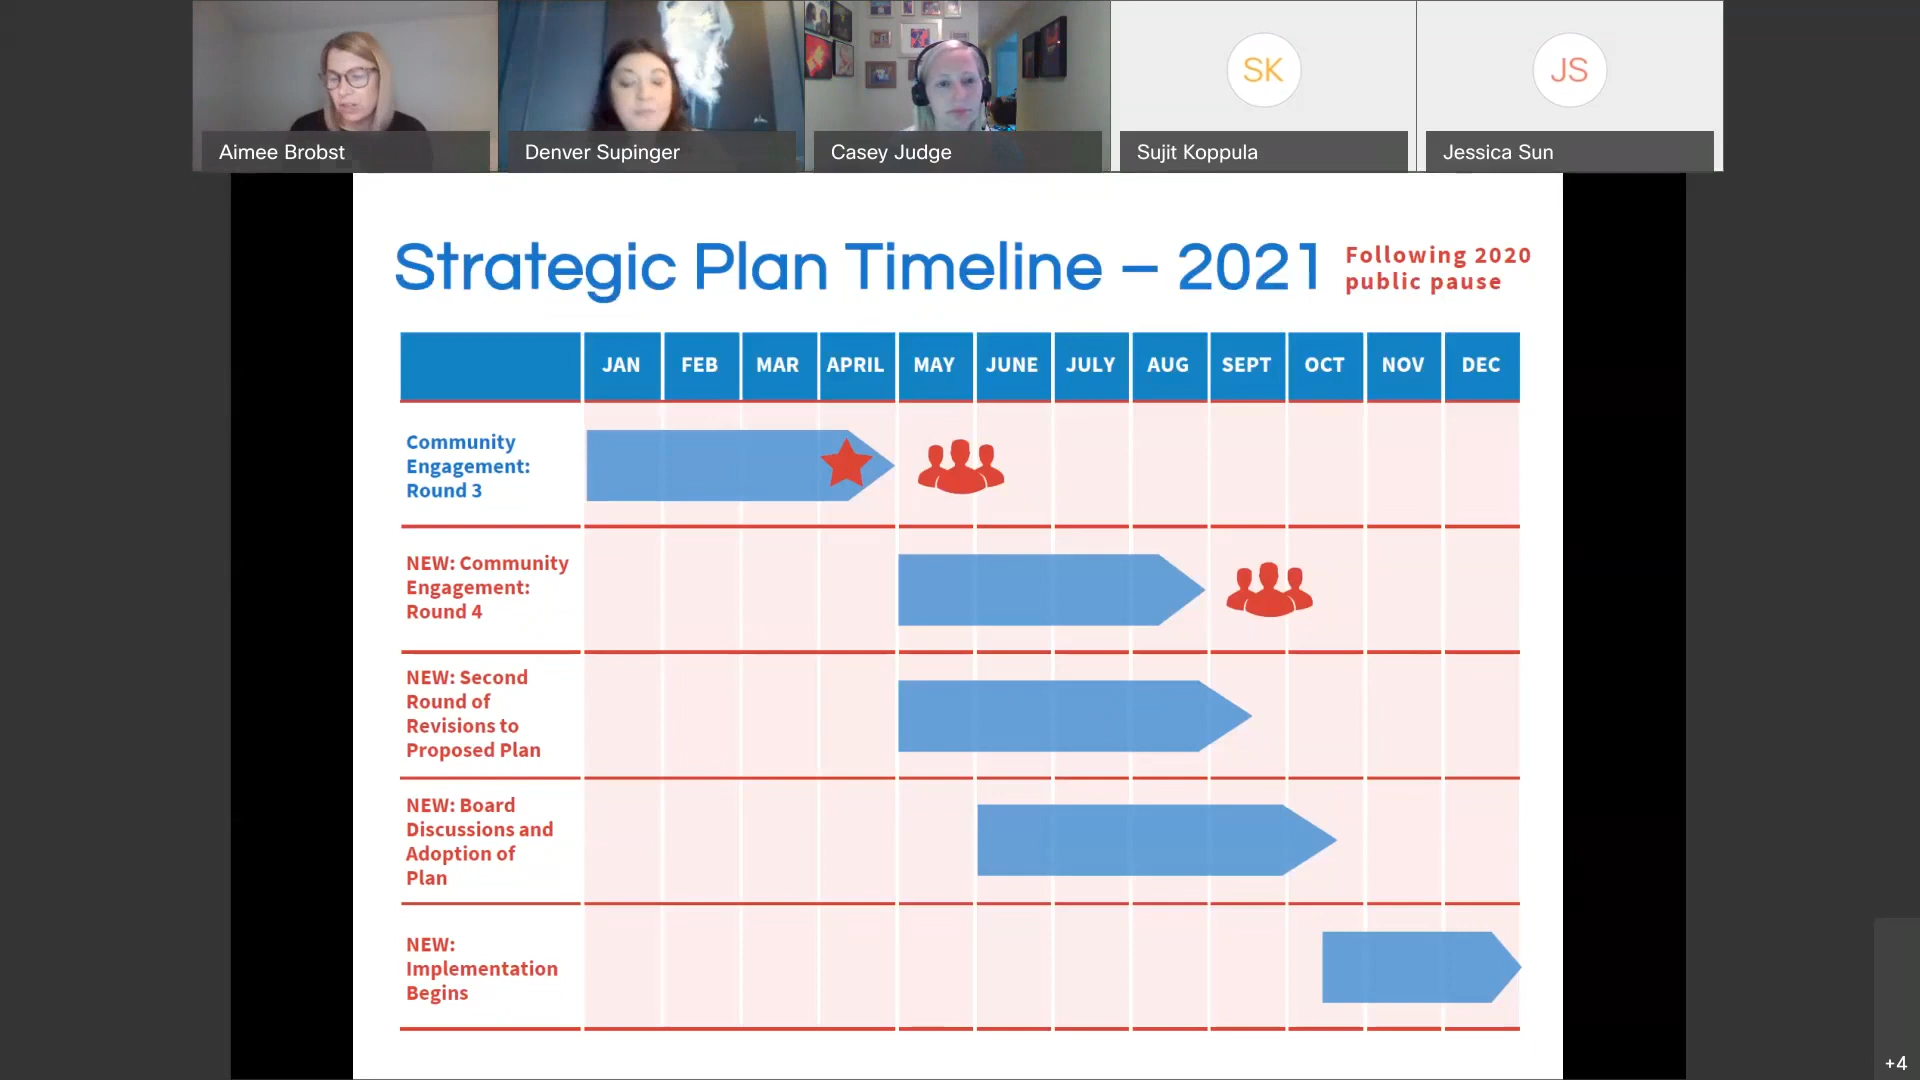 Aimee Brobst
Denver Supinger
Casey Judge
SK
Sujit Koppula
JS
Jessica Sun
Strategic Plan Timeline – 2021
Following 2020
public pause
JAN FEB MAR APRIL MAY JUNE JULY AUG SEPT OCT NOV DEC
Community
Engagement:
Round 3
NEW: Community
Engagement:
Round 4
NEW: Second
Round of
Revisions to
Proposed Plan
NEW: Board
Discussions and
Adoption of
Plan
NEW:
Implementation
Begins
+4